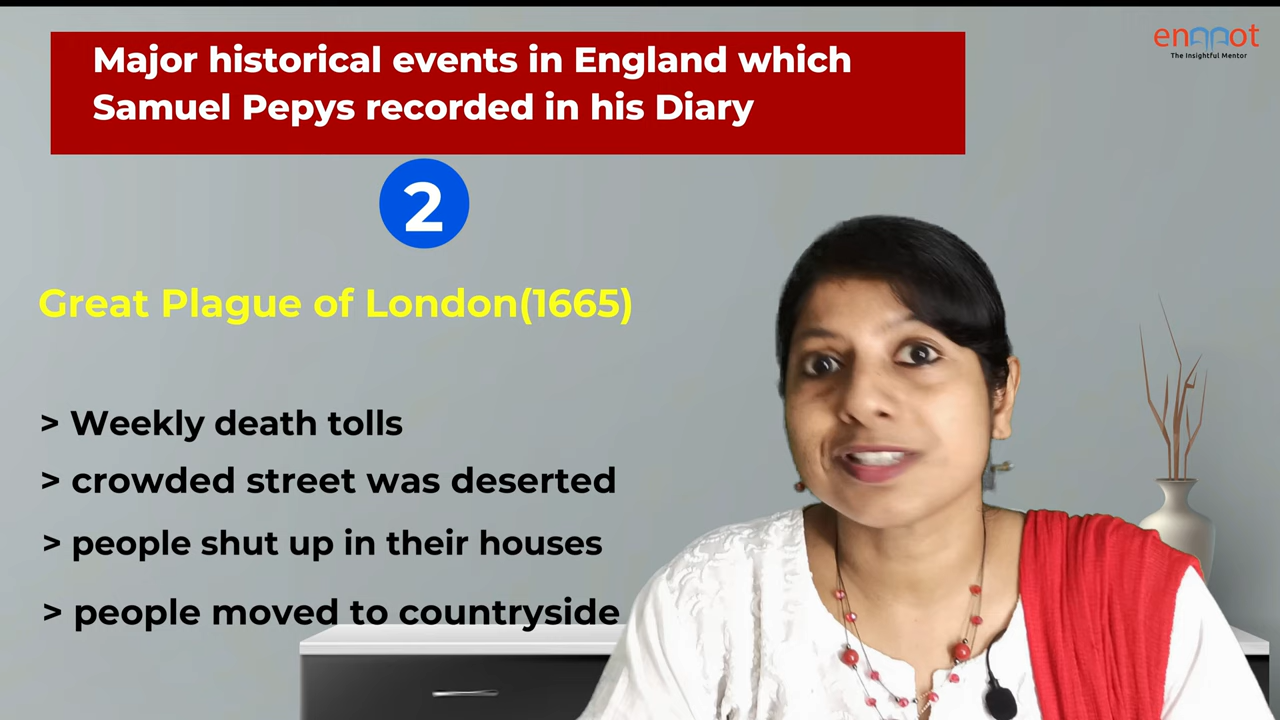 Major historical events in England which
Samuel Pepys recorded in his Diary
2
Great Plague of London(1665)
> Weekly death tolls
> crowded street was deserted
> people shut up in their houses
> people moved to countryside
The Insightful Mentor